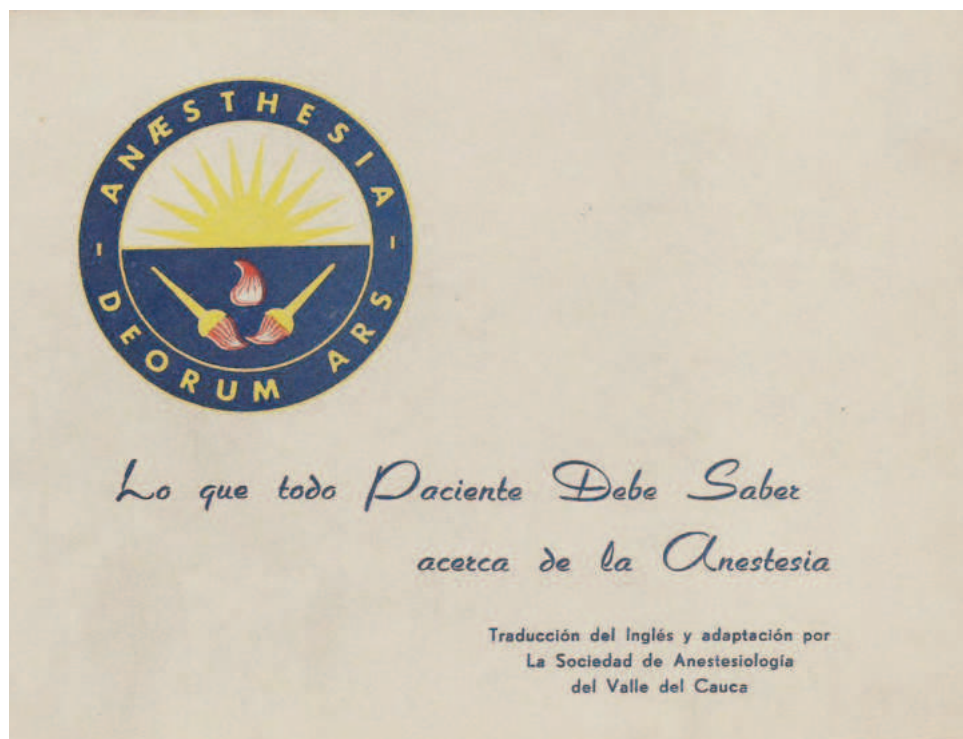 ANÆSTHESIA
- DEORUM ARS -
Lo que todo Paciente Debe Saber
acerca de la Anestesia
Traducción del Inglés y adaptación por
La Sociedad de Anestesiología
del Valle del Cauca